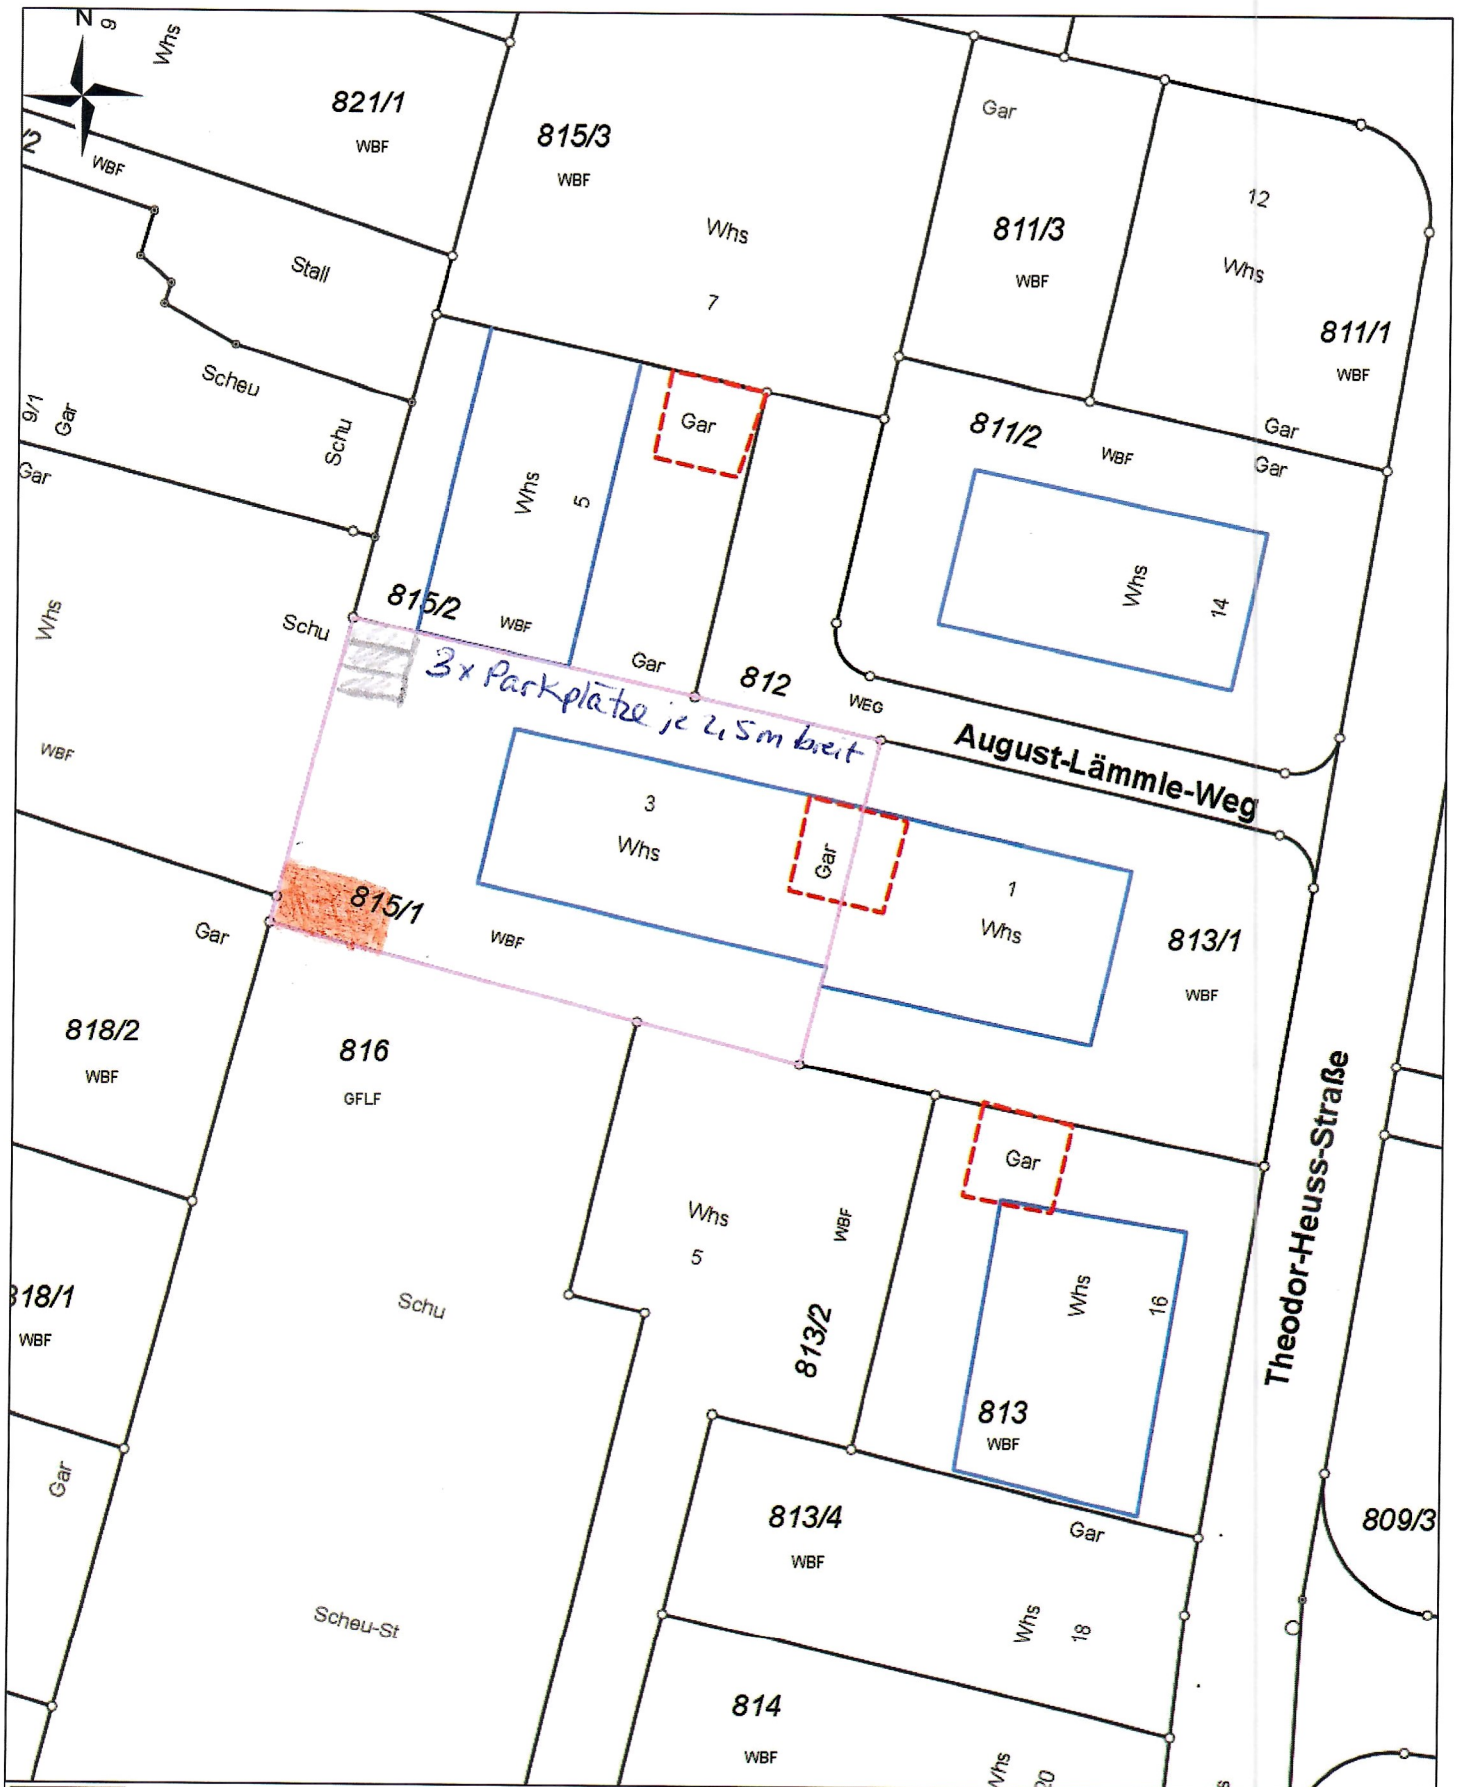 N
9
Whs
821/1
WBF
815/3
WBF
Gar
12
/2
WBF
811/3
WBF
Whs
Whs
Stall
7
811/1
WBF
Scheu
9/1
Gar
Schu
Gar
811/2
WBF
Gar
Gar
Gar
Whs
5
Whs
14
815/2
WBF
Whs
Schu
Gar
812
WEG
3x Parkplätze je 2,5m breit
August-Lämmle-Weg
WBF
3
Whs
Gar
1
Whs
815/1
WBF
Gar
813/1
WBF
818/2
WBF
816
GFLF
Gar
Theodor-Heuss-Straße
Whs
5
WBF
818/1
WBF
Schu
813/2
Whs
16
813
WBF
Gar
813/4
WBF
Gar
809/3
Scheu-St
Whs
18
814
WBF
Whs
20
s